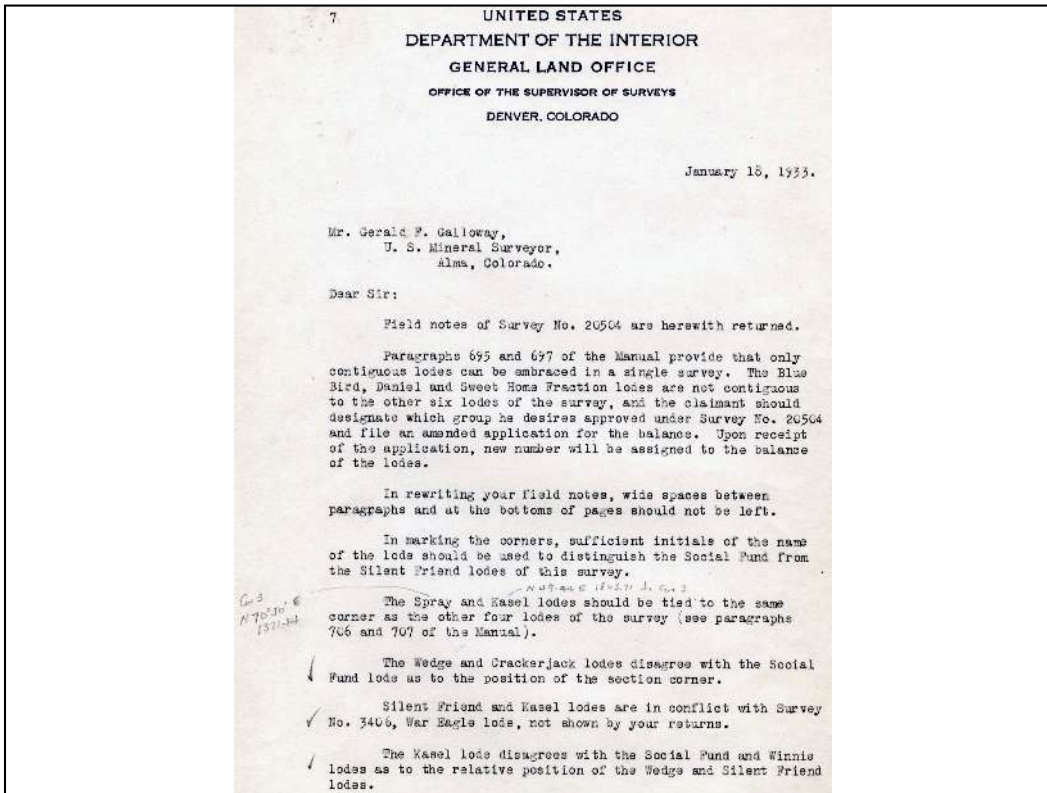 7
UNITED STATES
DEPARTMENT OF THE INTERIOR
GENERAL LAND OFFICE
OFFICE OF THE SUPERVISOR OF SURVEYS
DENVER, COLORADO
January 18, 1933.
Mr. Gerald F. Galloway,
U. S. Mineral Surveyor,
Alma, Colorado.
Dear Sir:
Field notes of Survey No. 20504 are herewith returned.
Paragraphs 695 and 697 of the Manual provide that only
contiguous lodes can be embraced in a single survey. The Blue
Bird, Daniel and Sweet Home Fraction lodes are not contiguous
to the other six lodes of the survey, and the claimant should
designate which group he desires approved under Survey No. 20504
and file an amended application for the balance. Upon receipt
of the application, new number will be assigned to the balance
of the lodes.
In rewriting your field notes, wide spaces between
paragraphs and at the bottoms of pages should not be left.
In marking the corners, sufficient initials of the name
of the lode should be used to distinguish the Social Fund from
the Silent Friend lodes of this survey.
Cor 3
The Spray and Kasel lodes should be tied to the same
corner as the other four lodes of the survey (see paragraphs
706 and 707 of the Manual).
The Wedge and Crackerjack lodes disagree with the Social
Fund lode as to the position of the section corner.
Silent Friend and Kasel lodes are in conflict with Survey
No. 3406, War Eagle lode, not shown by your returns.
The Kasel lode disagrees with the Social Fund and Winnie
lodes as to the relative position of the Wedge and Silent Friend
lodes.